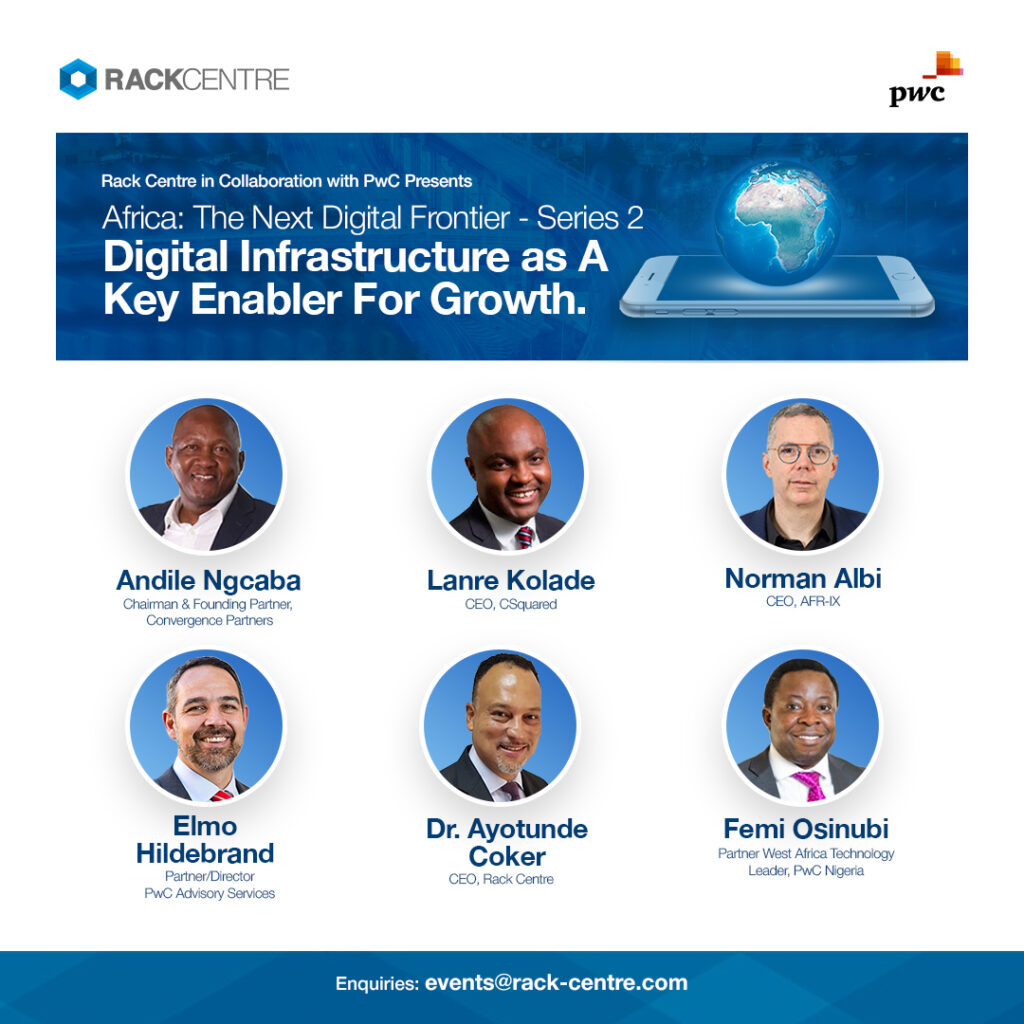 RACKCENTRE
pwc
Rack Centre in Collaboration with PwC Presents
Africa: The Next Digital Frontier - Series 2
Digital Infrastructure as A
Key Enabler For Growth.
Andile Ngcaba
Chairman & Founding Partner,
Convergence Partners
Lanre Kolade
CEO, CSquared
Norman Albi
CEO, AFR-IX
Elmo
Hildebrand
Partner/Director
PwC Advisory Services
Dr. Ayotunde
Coker
CEO, Rack Centre
Femi Osinubi
Partner West Africa Technology
Leader, PwC Nigeria
Enquiries: events@rack-centre.com